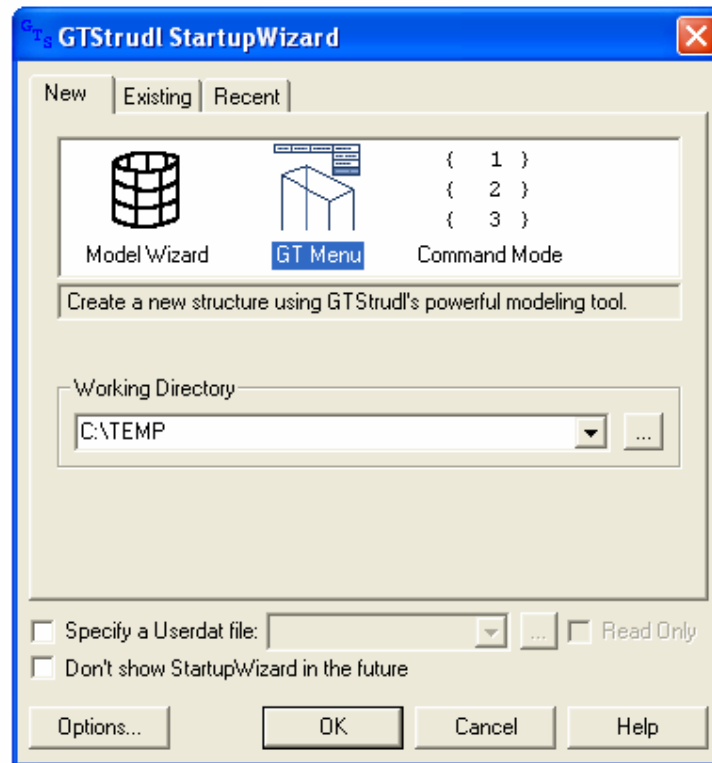 GTS GTStrudl StartupWizard
New Existing Recent
{ 1 }
{ 2 }
{ 3 }
Model Wizard GT Menu Command Mode
Create a new structure using GTStrudl's powerful modeling tool.
Working Directory
C:\TEMP
...
Specify a Userdat file: ... Read Only
Don't show StartupWizard in the future
Options... OK Cancel Help